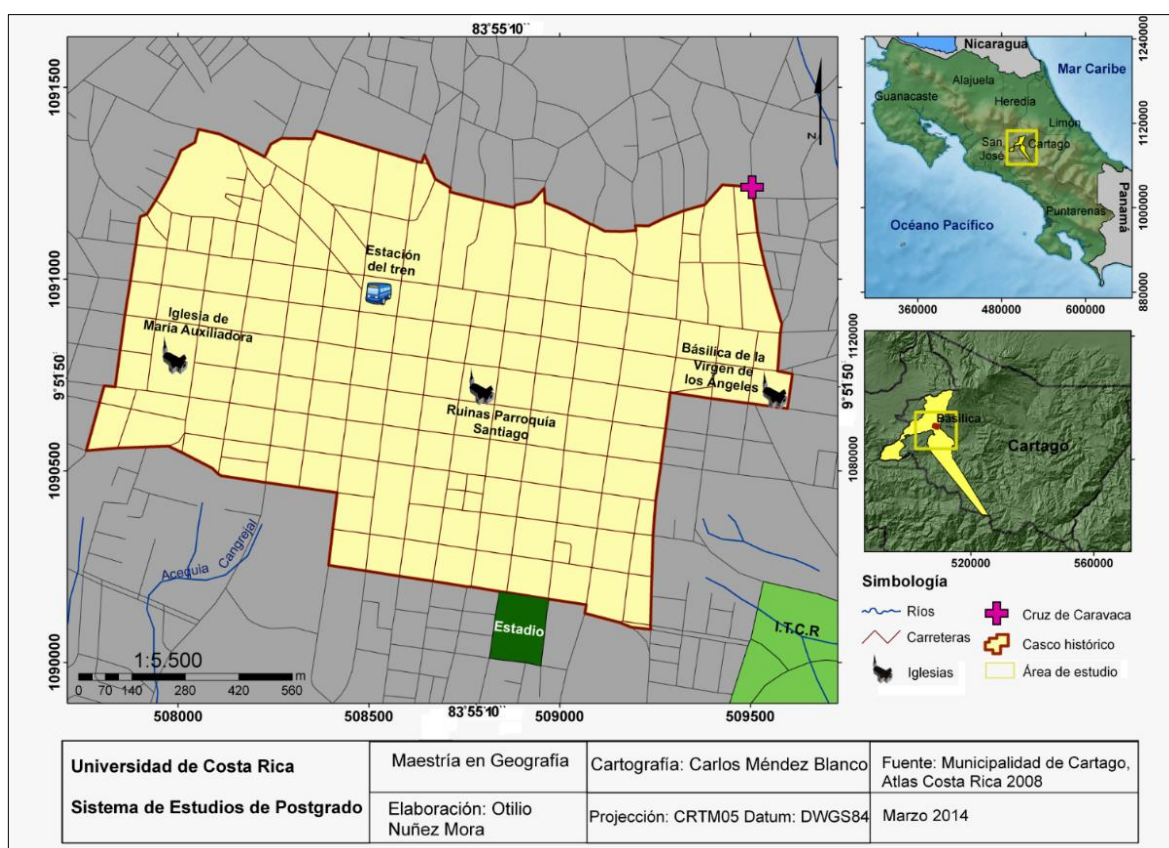 83°55'10``
1091500
1091000
1090500
1090000
N
Estación
del tren
Iglesia de
María Auxiliadora
Básilica de la
Virgen de
los Ángeles
Ruinas Parroquia
Santiago
9°51'50``
Acequia Cangrejal
Estadio
I.T.C.R
1:5.500
0 70 140 280 420 560 m
508000
508500
83°55'10``
509000
509500
Nicaragua
Mar Caribe
Alajuela
Guanacaste
Heredia
Limón
San
José
Cartago
Puntarenas
Panamá
Océano Pacífico
360000
480000
600000
1240000
1120000
1000000
880000
Básilica
Cartago
1120000
1080000
520000
560000
Simbología
Ríos
Carreteras
Iglesias
Cruz de Caravaca
Casco histórico
Área de estudio
Universidad de Costa Rica
Sistema de Estudios de Postgrado
Maestría en Geografía
Elaboración: Otilio
Nuñez Mora
Cartografía: Carlos Méndez Blanco
Projección: CRTM05 Datum: DWGS84
Fuente: Municipalidad de Cartago,
Atlas Costa Rica 2008
Marzo 2014